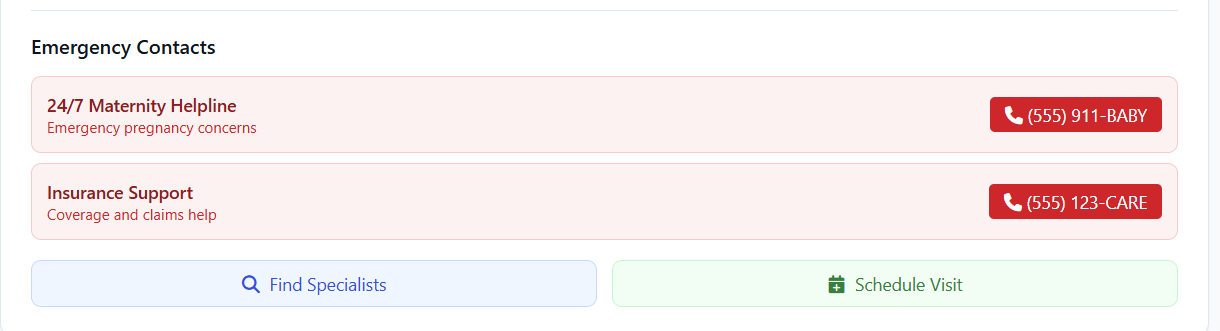 Emergency Contacts
24/7 Maternity Helpline
Emergency pregnancy concerns
(555) 911-BABY
Insurance Support
Coverage and claims help
(555) 123-CARE
Find Specialists
Schedule Visit